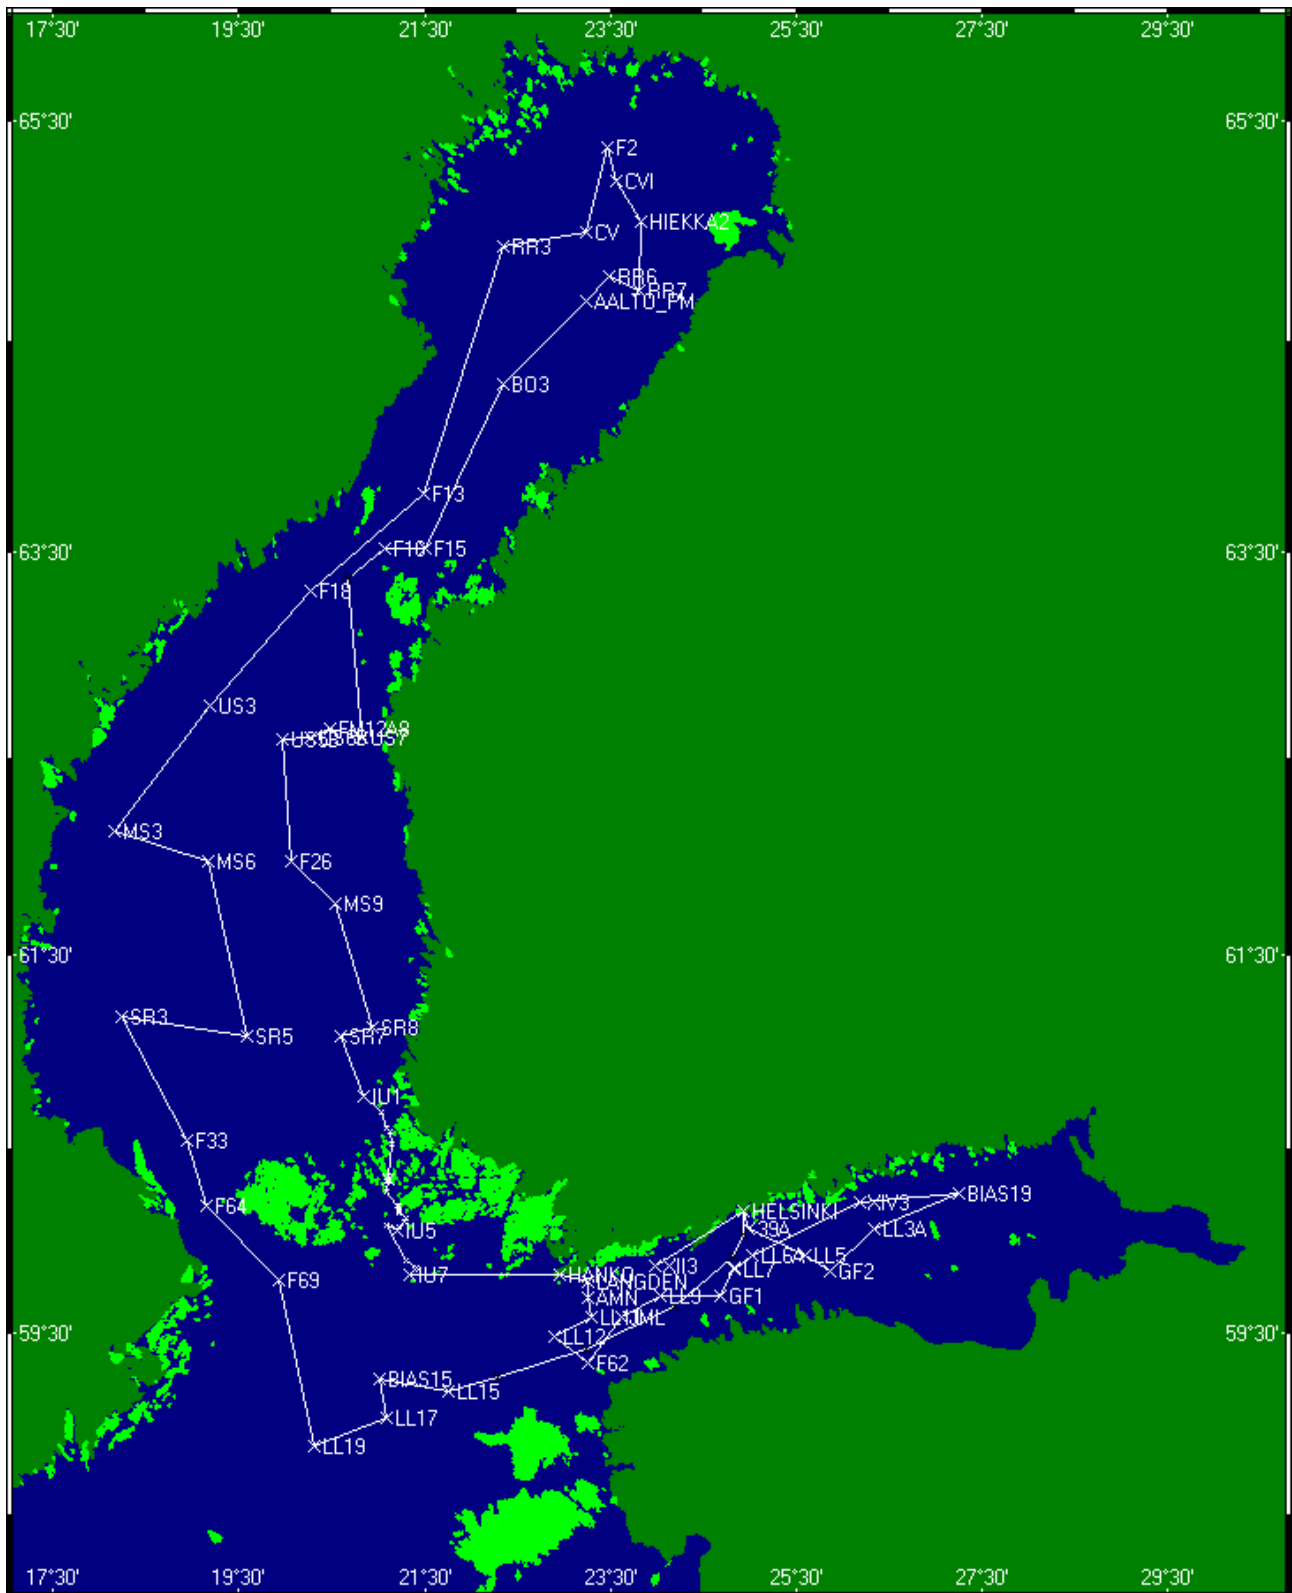 17°30' 19°30' 21°30' 23°30' 25°30' 27°30' 29°30'
65°30' 65°30'
F2
CVI
HIEKKA2
CV
RR3
RR6
RR7
AALTO_PM
BO3
F13
63°30' F16 F15 63°30'
F18
US3
US7
MS3
MS6 F26
MS9
61°30' 61°30'
SR3
SR8
SR5 SR7
IU1
F33
BIAS19
F64 IV3
HELSINKI
IU5 39A LL3A
LL6A LL5
XII3
IU7 HANKO LL7 GF2
F69 LANGDEN
AMN LL9 GF1
59°30' LL12 59°30'
F62
BIAS15
LL15
LL17
LL19
17°30' 19°30' 21°30' 23°30' 25°30' 27°30' 29°30'